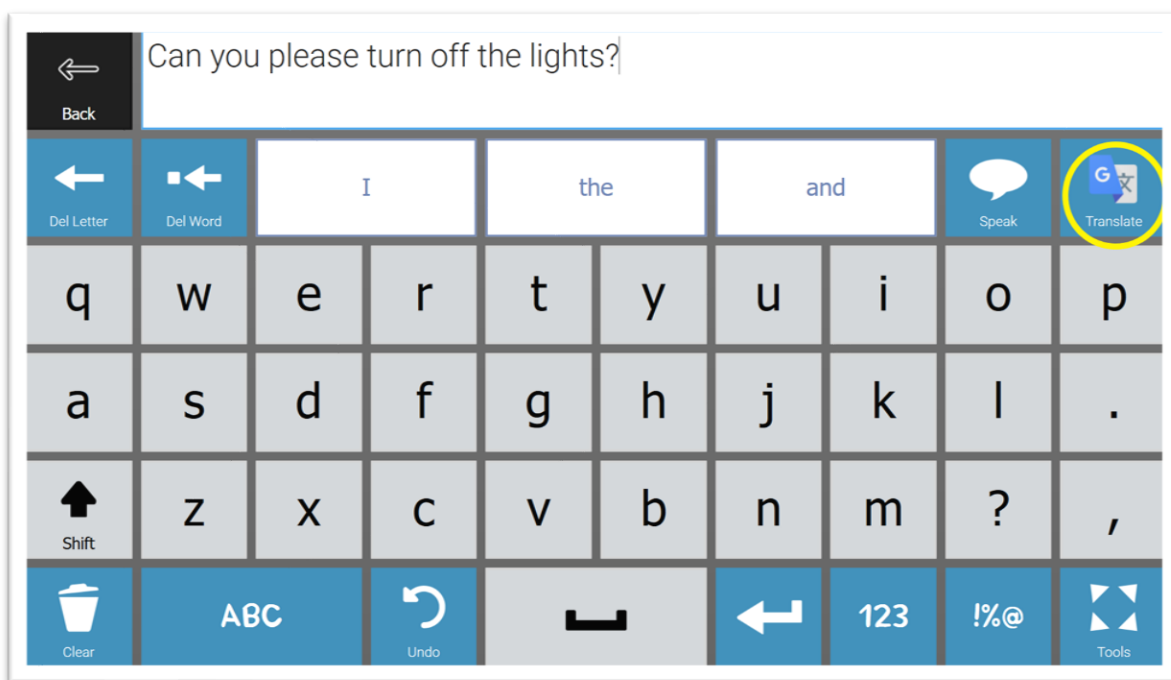 Can you please turn off the lights?
Back
I the and
Del Letter Del Word Speak G 文 Translate
q w e r t y u i o p
a s d f g h j k l .
z x c v b n m ? ,
Shift
ABC 123 !%@
Clear Undo Tools